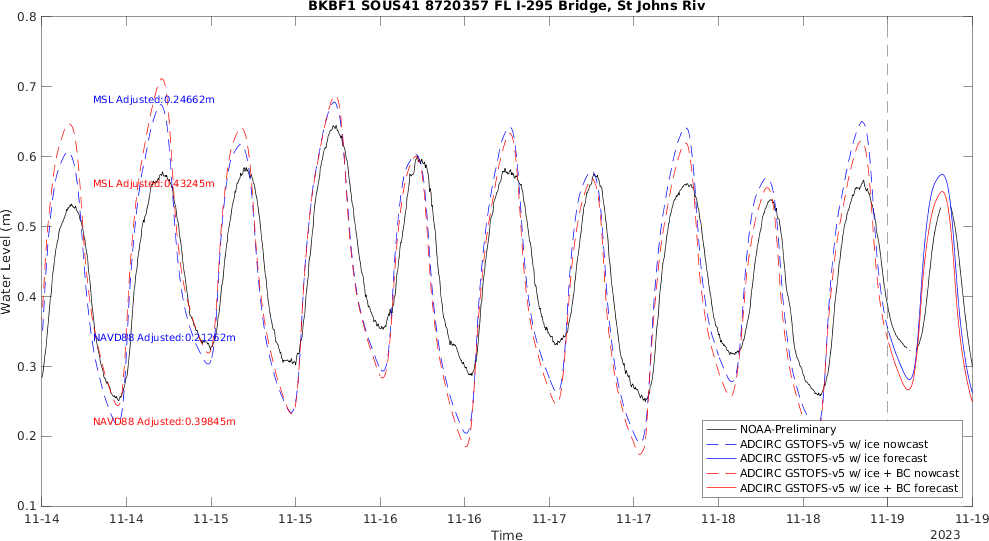 BKBF1 SOUS41 8720357 FL I-295 Bridge, St Johns Riv
0.8
0.7
0.6
0.5
0.4
0.3
0.2
0.1
Water Level (m)
MSL Adjusted:0.24662m
MSL Adjusted:0.43245m
NAVD88 Adjusted:0.21262m
NAVD88 Adjusted:0.39845m
NOAA-Preliminary
ADCIRC GSTOFS-v5 w/ ice nowcast
ADCIRC GSTOFS-v5 w/ ice forecast
ADCIRC GSTOFS-v5 w/ ice + BC nowcast
ADCIRC GSTOFS-v5 w/ ice + BC forecast
11-14 11-14 11-15 11-15 11-16 11-16 11-17 11-17 11-18 11-18 11-19 11-19
Time
2023